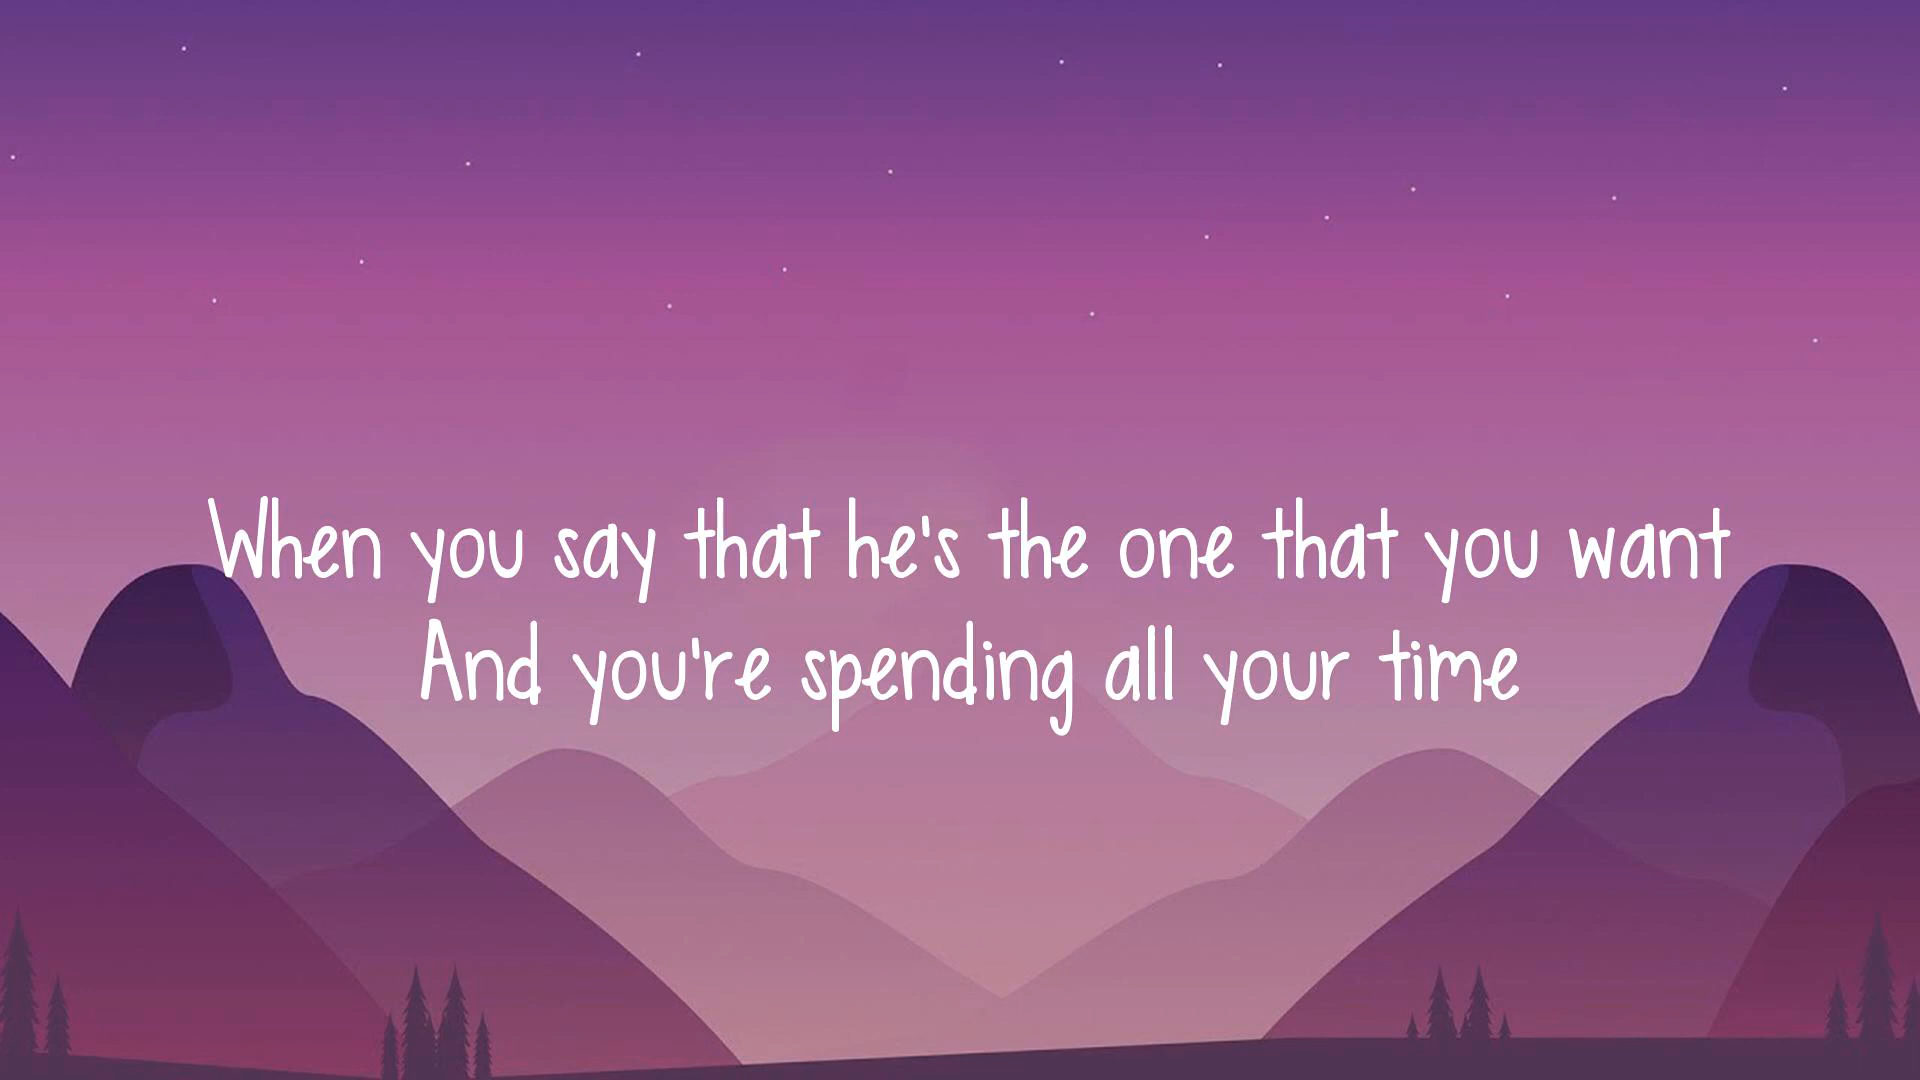 When you say that he's the one that you want
And you're spending all your time